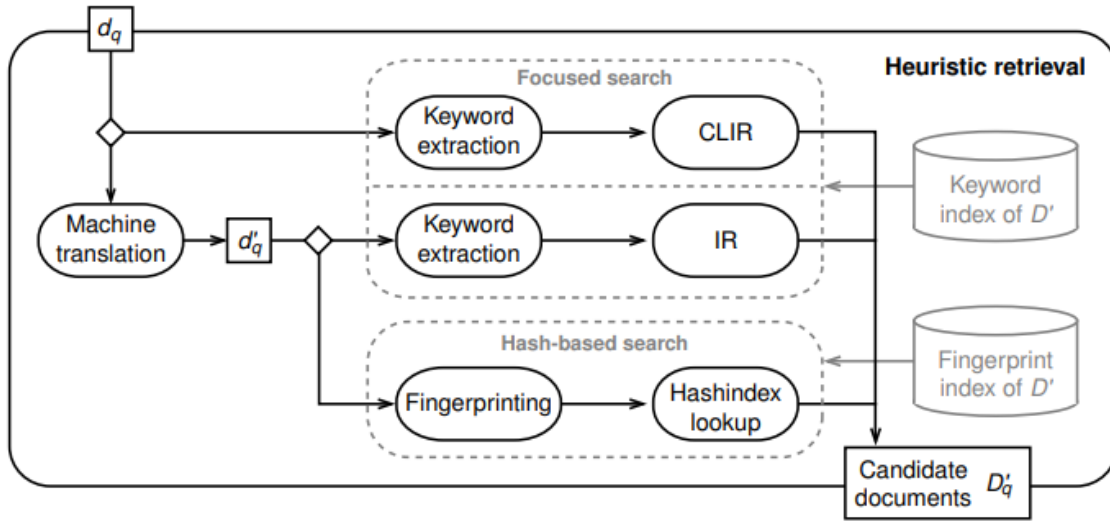 d_q
Heuristic retrieval
Focused search
Keyword
extraction
CLIR
Keyword
index of D'
Machine
translation
d'_q
Keyword
extraction
IR
Hash-based search
Fingerprinting
Hashindex
lookup
Fingerprint
index of D'
Candidate
documents D'_q